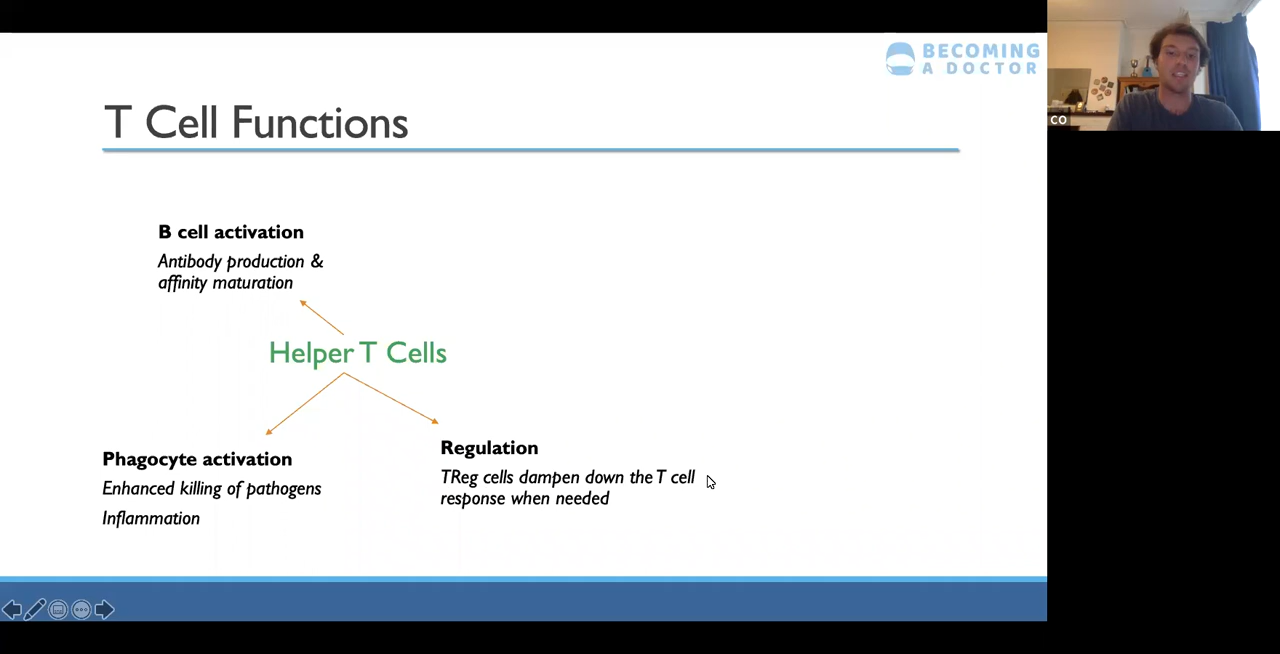 BECOMING
A DOCTOR
CO
T Cell Functions
B cell activation
Antibody production &
affinity maturation
Helper T Cells
Phagocyte activation
Enhanced killing of pathogens
Inflammation
Regulation
TReg cells dampen down the T cell
response when needed